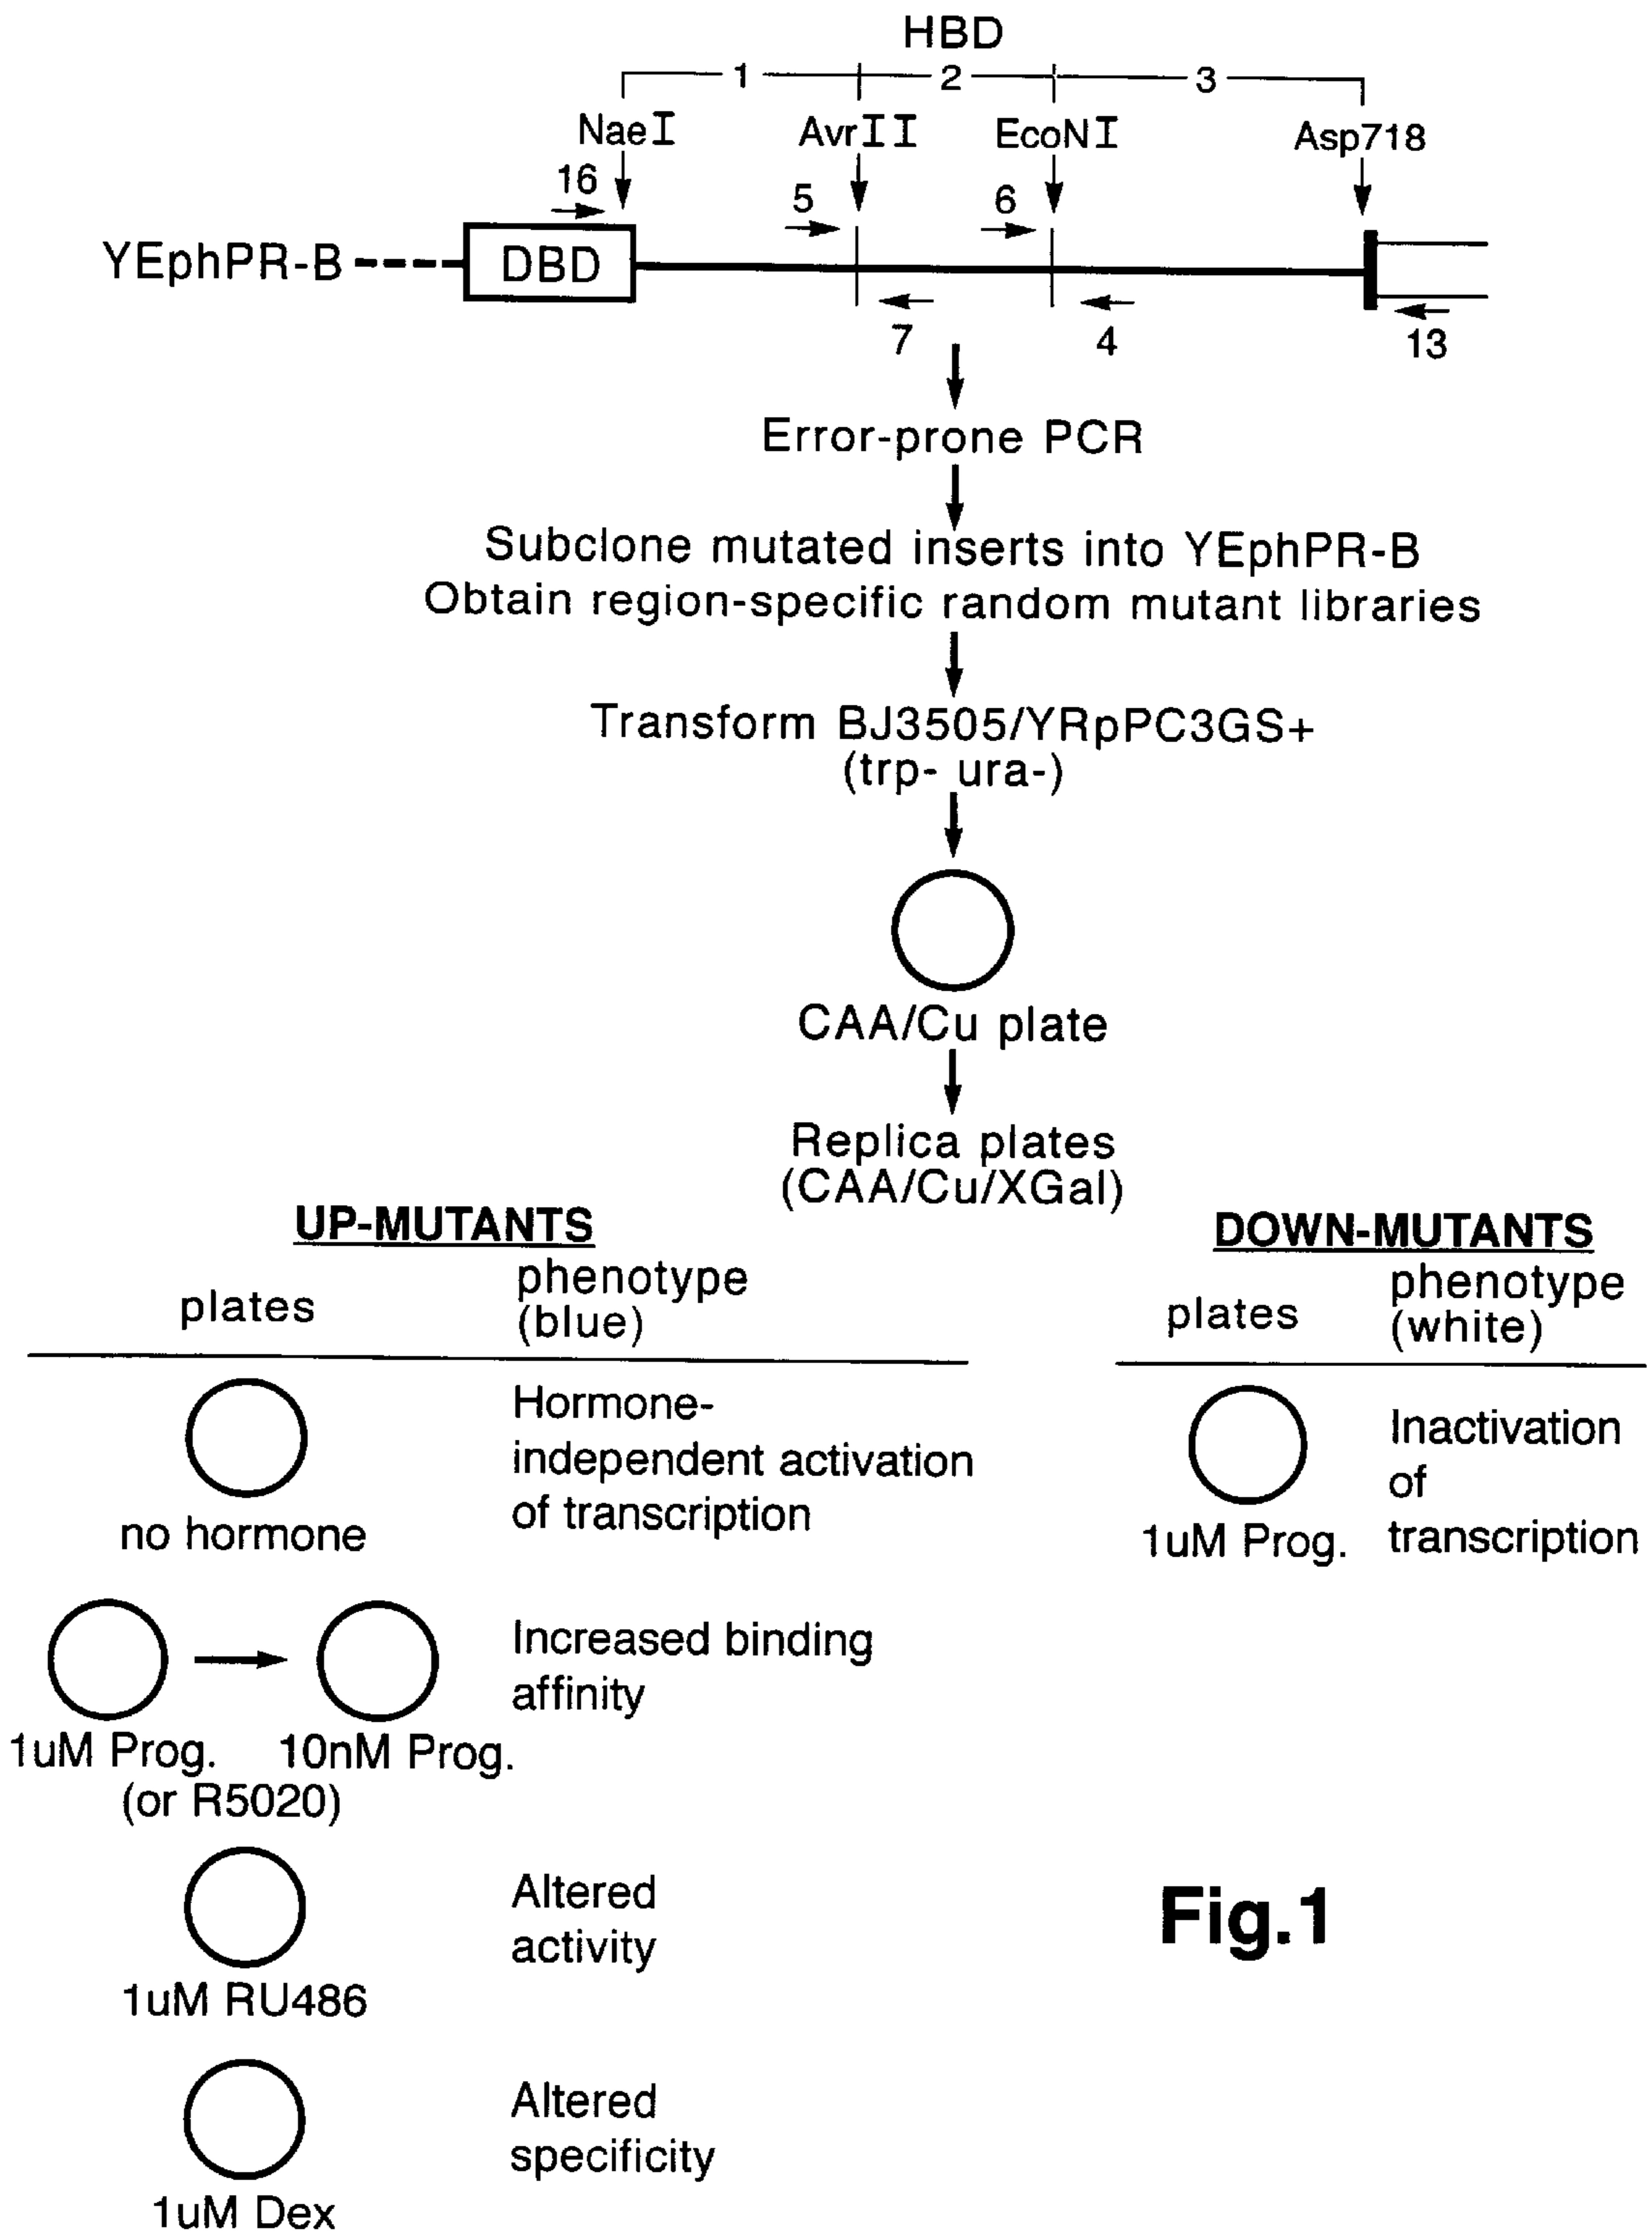 HBD
1 2 3
NaeI AvrII EcoNI Asp718
16 5 6
YEphPR-B DBD
7 4 13
Error-prone PCR
Subclone mutated inserts into YEphPR-B
Obtain region-specific random mutant libraries
Transform BJ3505/YRpPC3GS+
(trp- ura-)
CAA/Cu plate
Replica plates
(CAA/Cu/XGal)
UP-MUTANTS
plates
phenotype
(blue)
no hormone
Hormone-
independent activation
of transcription
1uM Prog. 10nM Prog.
(or R5020)
Increased binding
affinity
1uM RU486
Altered
activity
1uM Dex
Altered
specificity
DOWN-MUTANTS
plates
phenotype
(white)
1uM Prog.
Inactivation
of
transcription
Fig.1